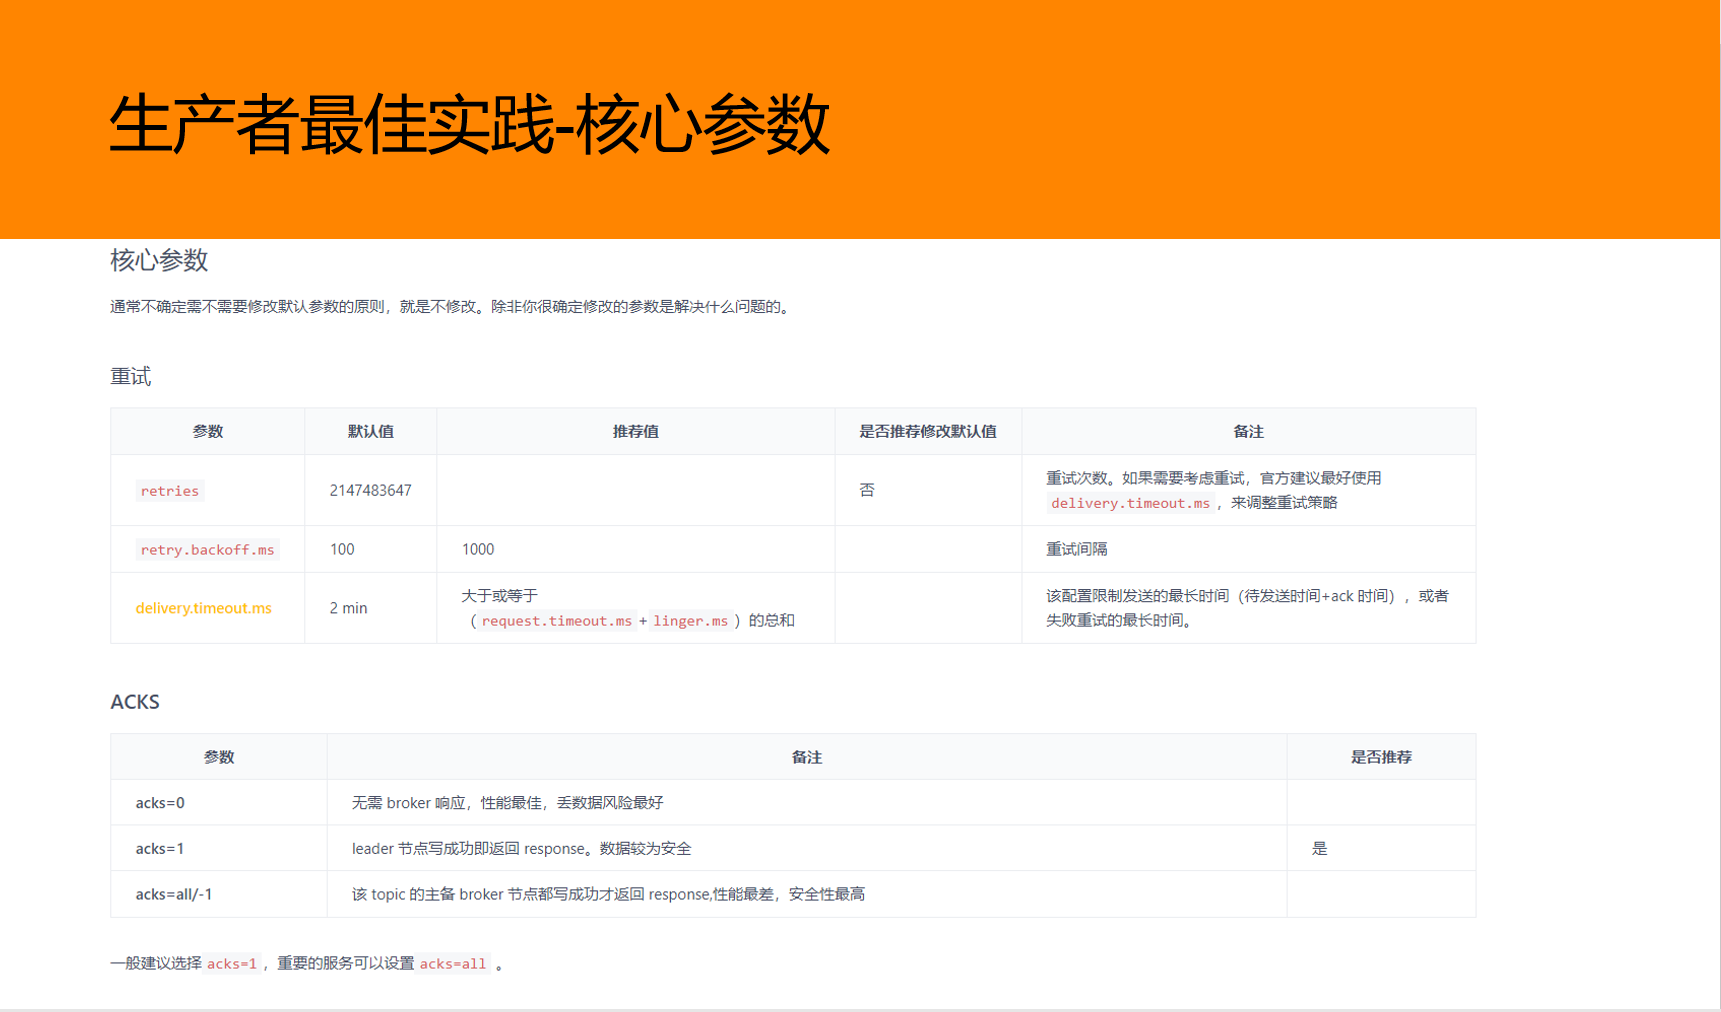 生产者最佳实践-核心参数
核心参数
通常不确定需不需要修改默认参数的原则，就是不修改。除非你很确定修改的参数是解决什么问题的。
重试
参数 默认值 推荐值 是否推荐修改默认值 备注
retries 2147483647 否 重试次数。如果需要考虑重试，官方建议最好使用
delivery.timeout.ms ，来调整重试策略
retry.backoff.ms 100 1000 重试间隔
delivery.timeout.ms 2 min 大于或等于
（request.timeout.ms + linger.ms ）的总和
该配置限制发送的最长时间（待发送时间+ack 时间），或者
失败重试的最长时间。
ACKS
参数 备注 是否推荐
acks=0 无需 broker 响应，性能最佳，丢数据风险最好
acks=1 leader 节点写成功即返回 response。数据较为安全 是
acks=all/-1 该 topic 的主备 broker 节点都写成功才返回 response,性能最差，安全性最高
一般建议选择 acks=1 ，重要的服务可以设置 acks=all 。